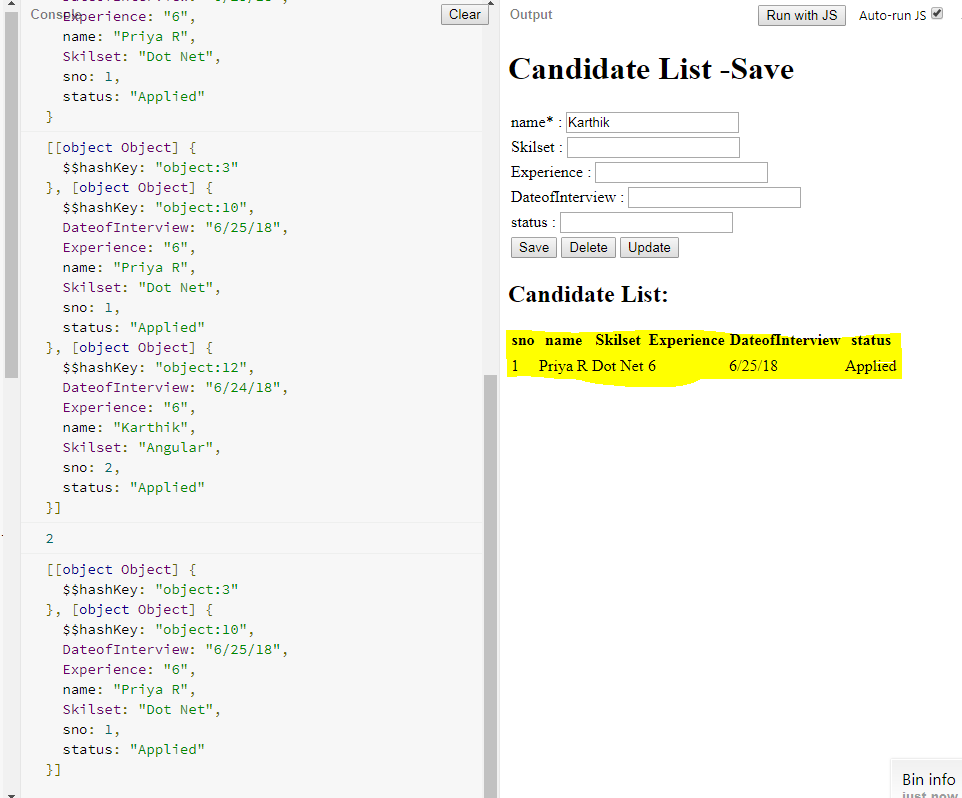 Console
Clear
Experience: "6",
name: "Priya R",
Skilset: "Dot Net",
sno: 1,
status: "Applied"
}
[[object Object] {
$$hashKey: "object:3"
}, [object Object] {
$$hashKey: "object:10",
DateofInterview: "6/25/18",
Experience: "6",
name: "Priya R",
Skilset: "Dot Net",
sno: 1,
status: "Applied"
}, [object Object] {
$$hashKey: "object:12",
DateofInterview: "6/24/18",
Experience: "6",
name: "Karthik",
Skilset: "Angular",
sno: 2,
status: "Applied"
}]
2
[[object Object] {
$$hashKey: "object:3"
}, [object Object] {
$$hashKey: "object:10",
DateofInterview: "6/25/18",
Experience: "6",
name: "Priya R",
Skilset: "Dot Net",
sno: 1,
status: "Applied"
}]
Output
Run with JS Auto-run JS
Candidate List -Save
name* : Karthik
Skilset :
Experience :
DateofInterview :
status :
Save Delete Update
Candidate List:
sno name Skilset Experience DateofInterview status
1 Priya R Dot Net 6 6/25/18 Applied
Bin info
just now